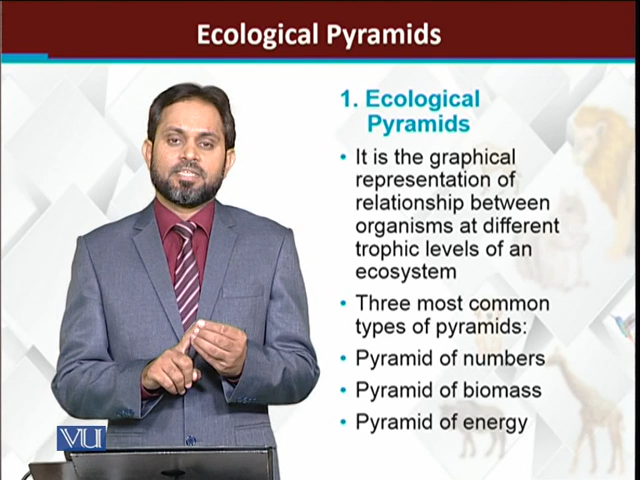 Ecological Pyramids
1. Ecological
Pyramids
• It is the graphical
representation of
relationship between
organisms at different
trophic levels of an
ecosystem
• Three most common
types of pyramids:
• Pyramid of numbers
• Pyramid of biomass
• Pyramid of energy
VU